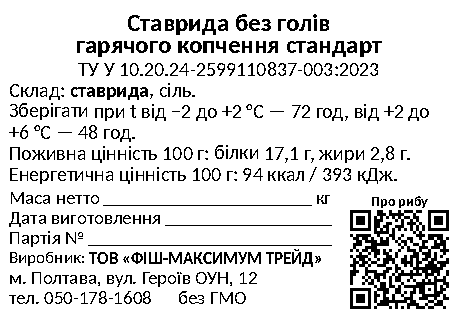 Ставрида без голів
гарячого копчення стандарт
ТУ У 10.20.24-2599110837-003:2023
Склад: ставрида, сіль.
Зберігати при t від −2 до +2 °С — 72 год, від +2 до
+6 °С — 48 год.
Поживна цінність 100 г: білки 17,1 г, жири 2,8 г.
Енергетична цінність 100 г: 94 ккал / 393 кДж.
Маса нетто ______________________ кг
Дата виготовлення __________________
Партія № __________________________
Про рибу
Виробник: ТОВ «ФІШ-МАКСИМУМ ТРЕЙД»
м. Полтава, вул. Героїв ОУН, 12
тел. 050-178-1608 без ГМО